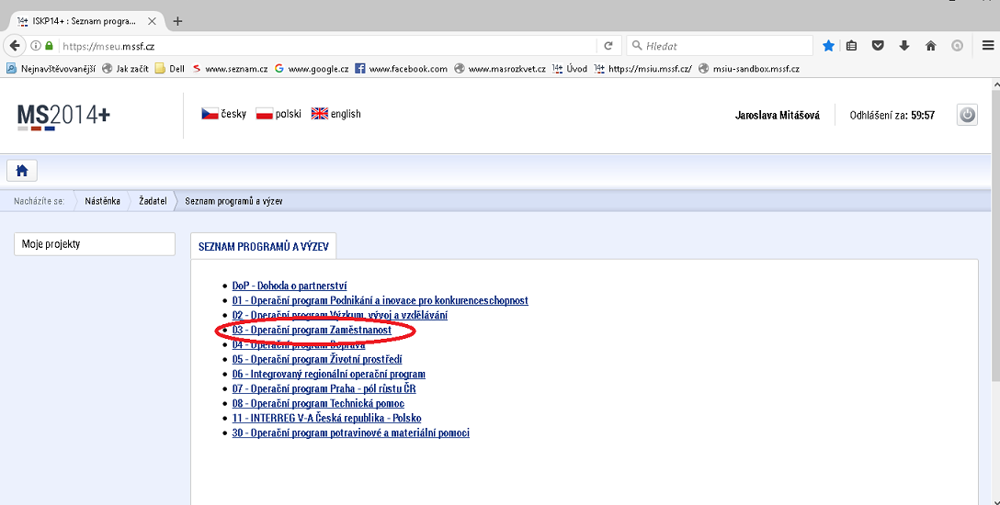 14+ ISKP14+ : Seznam progra...
https://mseu.mssf.cz
Hledat
Nejnavštěvovanější Jak začít Dell www.seznam.cz www.google.cz www.facebook.com www.masrozkvet.cz 14+ Úvod 14+ https://msiu.mssf.cz/ msiu-sandbox.mssf.cz
MS2014+
česky polski english
Jaroslava Mitášová Odhlášení za: 59:57
Nacházíte se: Nástěnka Žadatel Seznam programů a výzev
Moje projekty
SEZNAM PROGRAMŮ A VÝZEV
DoP - Dohoda o partnerství
01 - Operační program Podnikání a inovace pro konkurenceschopnost
02 - Operační program Výzkum, vývoj a vzdělávání
03 - Operační program Zaměstnanost
04 - Operační program Doprava
05 - Operační program Životní prostředí
06 - Integrovaný regionální operační program
07 - Operační program Praha - pól růstu ČR
08 - Operační program Technická pomoc
11 - INTERREG V-A Česká republika - Polsko
30 - Operační program potravinové a materiální pomoci